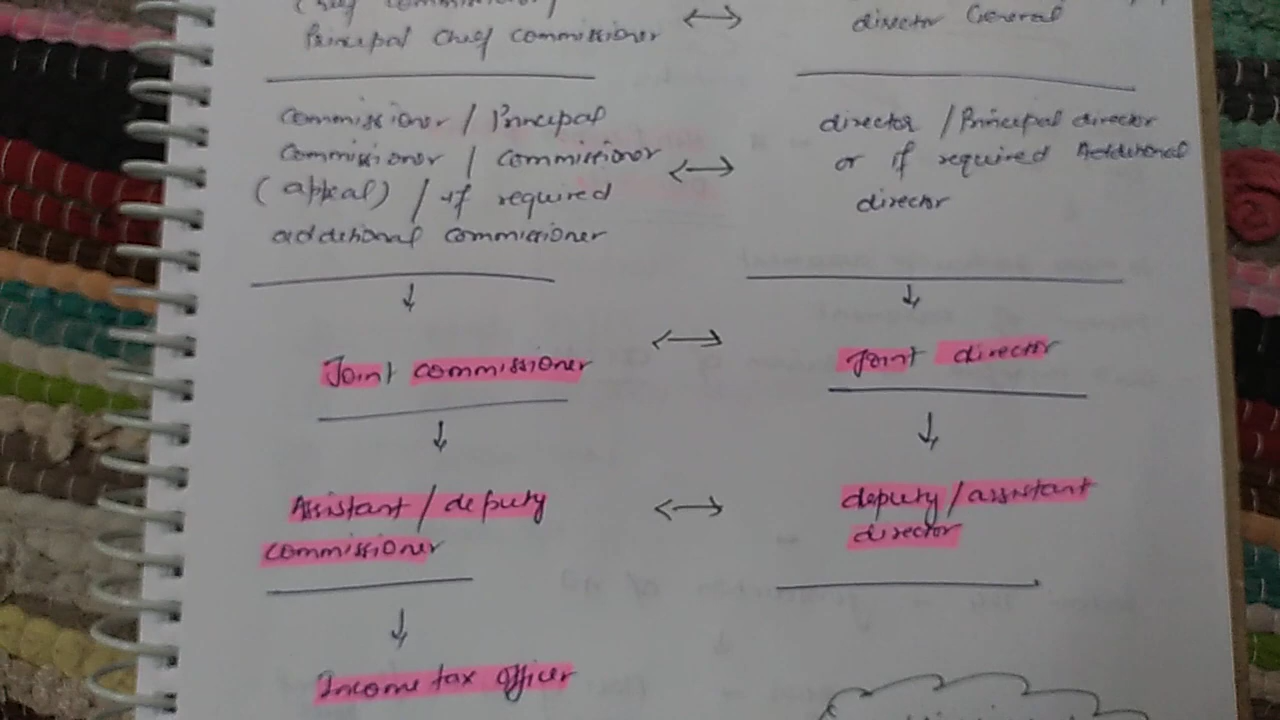 Principal Chief commissioner ↔ director General
commissioner / Principal
commissioner / commissioner
(appeal) / if required
additional commissioner
↔
director / Principal director
or if required Additional
director
↓ ↓
Joint commissioner ↔ Joint director
↓ ↓
Assistant / deputy
commissioner
↔
deputy / assistant
director
↓
Income tax officer